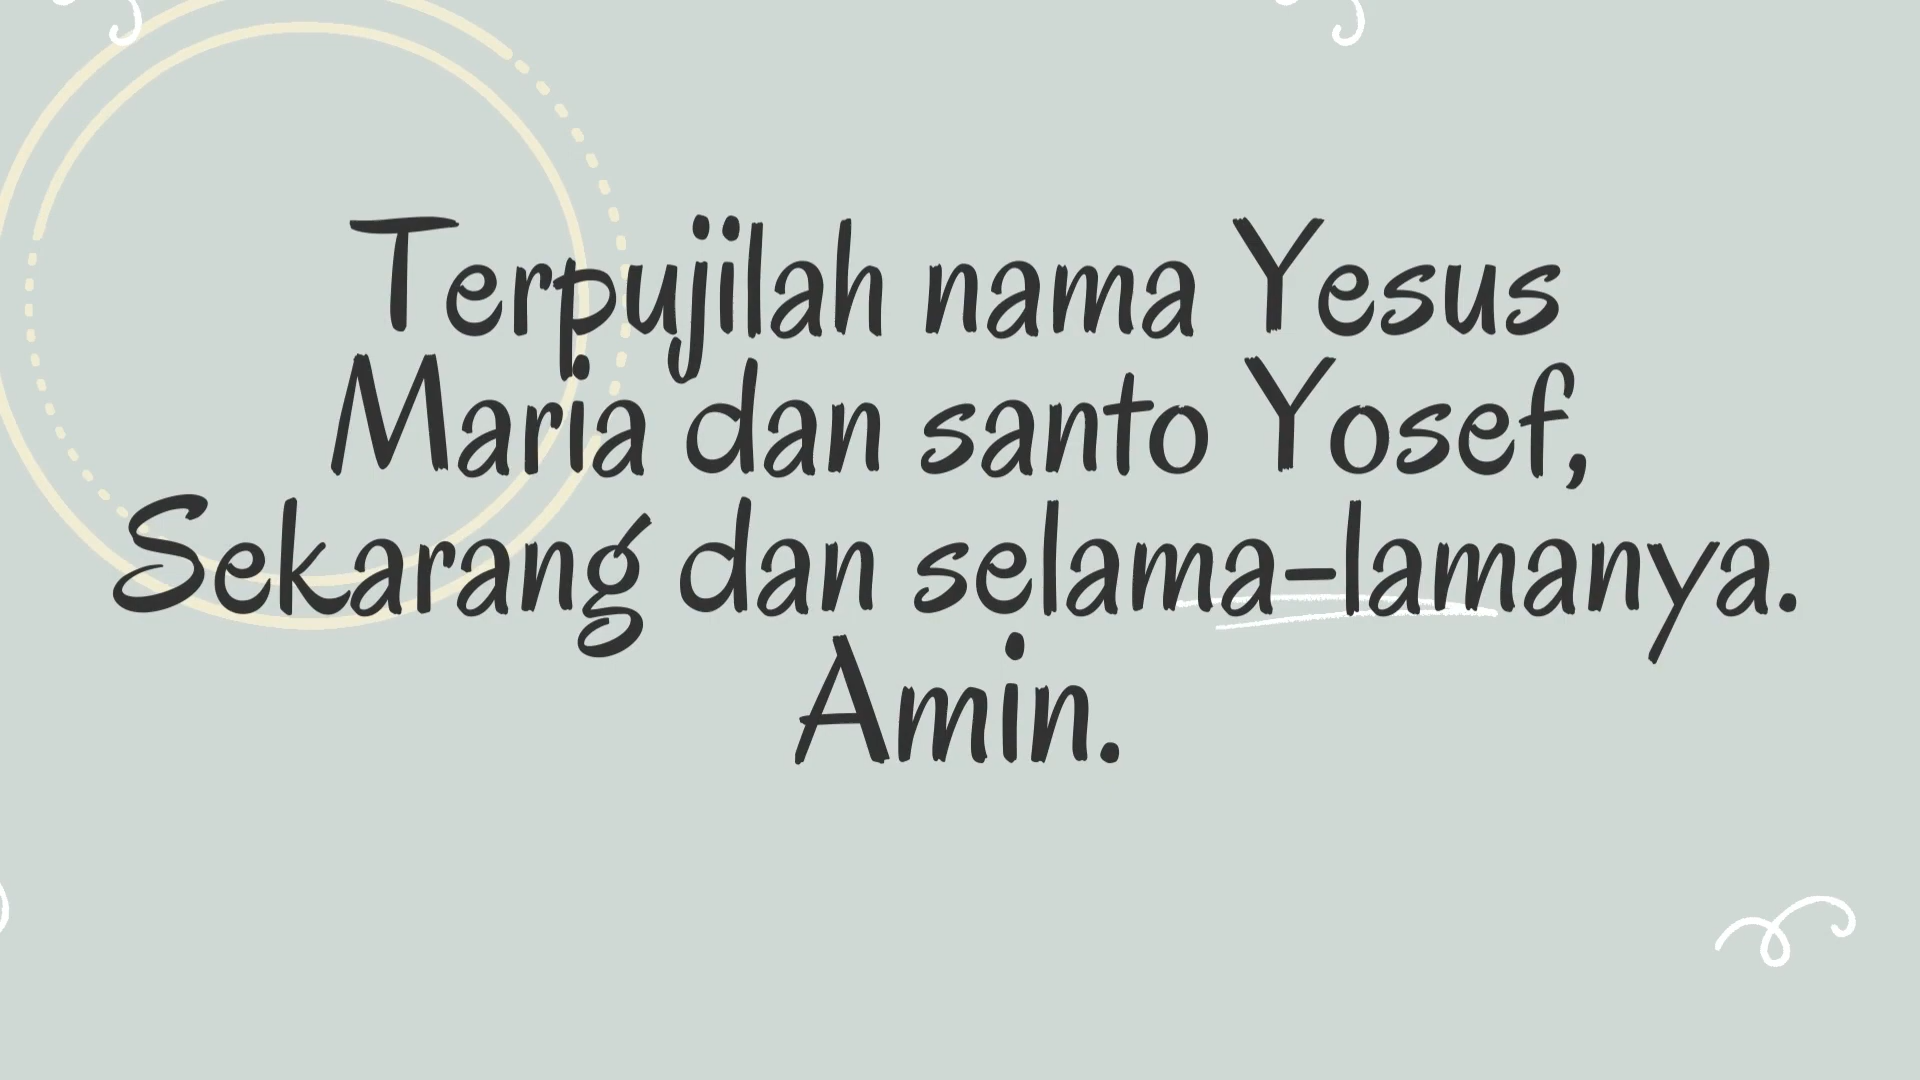 Terpujilah nama Yesus
Maria dan santo Yosef,
Sekarang dan selama-lamanya.
Amin.